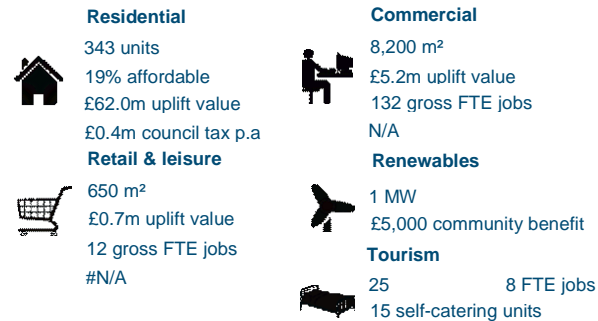 Residential
343 units
19% affordable
£62.0m uplift value
£0.4m council tax p.a
Commercial
8,200 m²
£5.2m uplift value
132 gross FTE jobs
N/A
Retail & leisure
650 m²
£0.7m uplift value
12 gross FTE jobs
#N/A
Renewables
1 MW
£5,000 community benefit
Tourism
25 8 FTE jobs
15 self-catering units